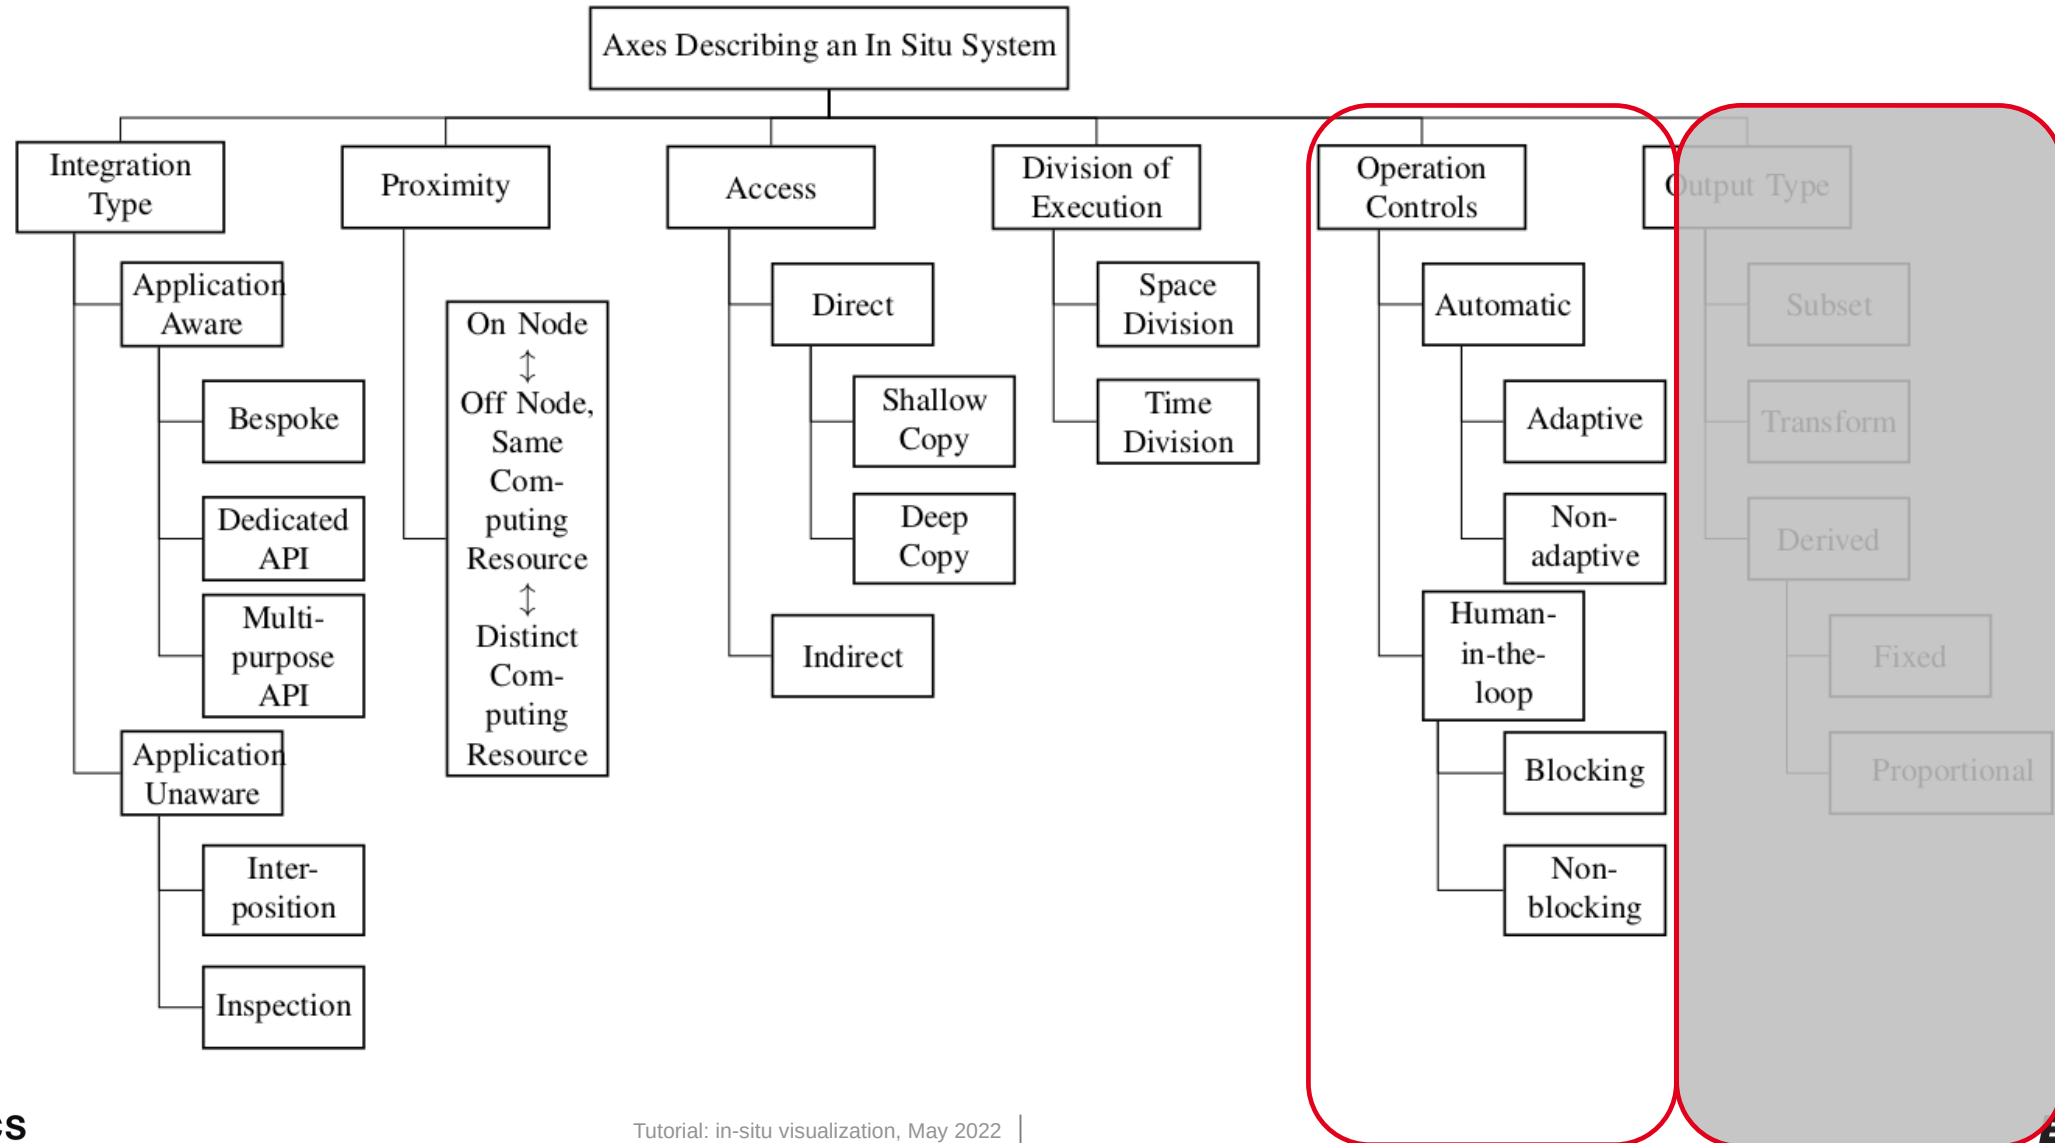 Axes Describing an In Situ System
Integration
Type
Application
Aware
Bespoke
Dedicated
API
Multi-
purpose
API
Application
Unaware
Inter-
position
Inspection
Proximity
On Node
↕
Off Node,
Same
Com-
puting
Resource
↕
Distinct
Com-
puting
Resource
Access
Direct
Shallow
Copy
Deep
Copy
Indirect
Division of
Execution
Space
Division
Time
Division
Operation
Controls
Automatic
Adaptive
Non-
adaptive
Human-
in-the-
loop
Blocking
Non-
blocking
Output Type
Subset
Transform
Derived
Fixed
Proportional
Tutorial: in-situ visualization, May 2022